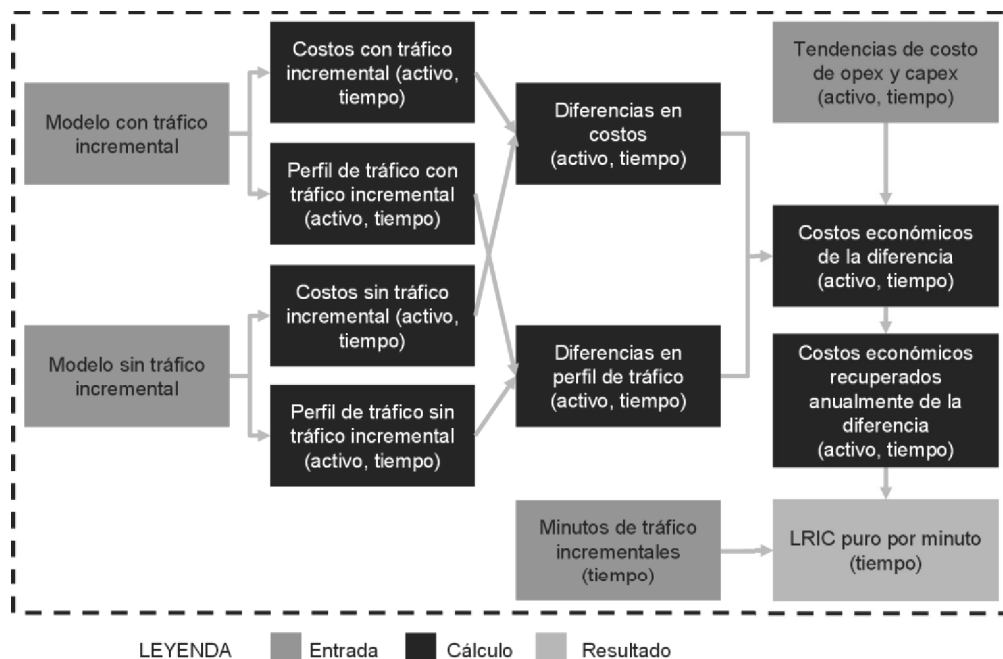 Modelo con tráfico
incremental
Modelo sin tráfico
incremental
Costos con tráfico
incremental (activo,
tiempo)
Perfil de tráfico con
tráfico incremental
(activo, tiempo)
Costos sin tráfico
incremental (activo,
tiempo)
Perfil de tráfico sin
tráfico incremental
(activo, tiempo)
Diferencias en
costos
(activo, tiempo)
Diferencias en
perfil de tráfico
(activo, tiempo)
Minutos de tráfico
incrementales
(tiempo)
Tendencias de costo
de opex y capex
(activo, tiempo)
Costos económicos
de la diferencia
(activo, tiempo)
Costos económicos
recuperados
anualmente de la
diferencia
(activo, tiempo)
LRIC puro por minuto
(tiempo)
LEYENDA
Entrada
Cálculo
Resultado